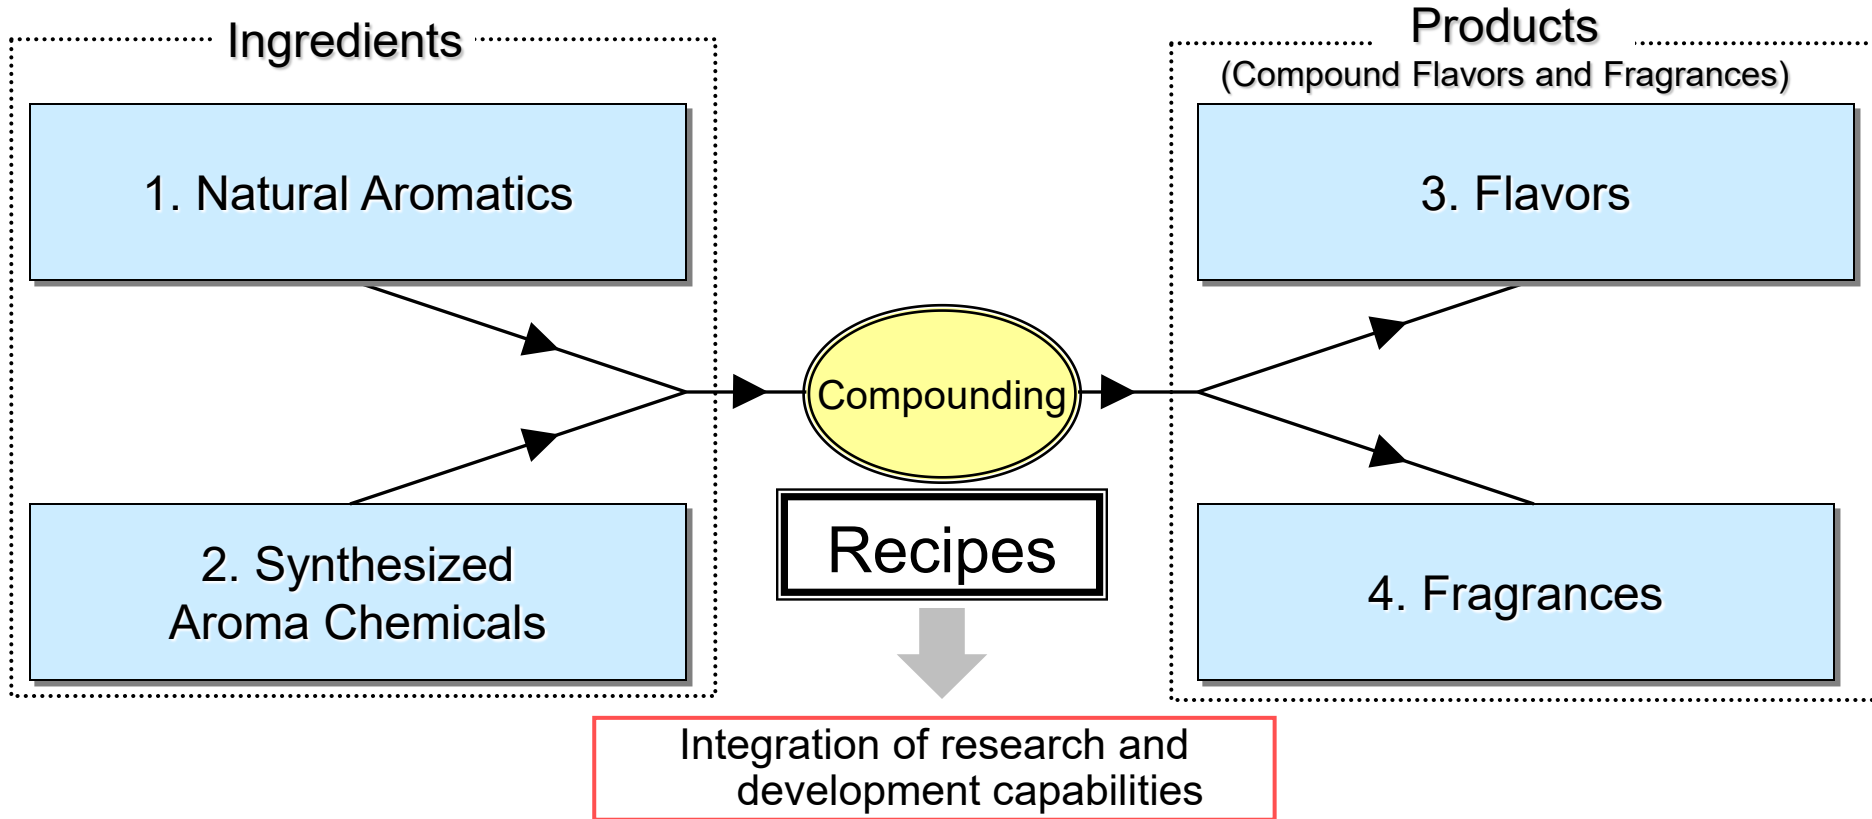 Ingredients
1. Natural Aromatics
2. Synthesized
Aroma Chemicals
Compounding
Recipes
Integration of research and
development capabilities
Products
(Compound Flavors and Fragrances)
3. Flavors
4. Fragrances